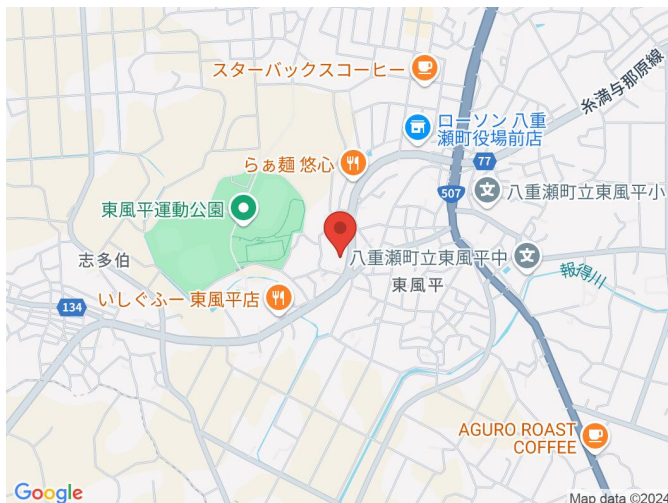 スターバックスコーヒー
糸満与那原線
ローソン 八重
瀬町役場前店
77
らぁ麺 悠心
507
八重瀬町立東風平小
東風平運動公園
志多伯
八重瀬町立東風平中
東風平
報得川
いしぐふー 東風平店
134
AGURO ROAST
COFFEE
Google
Map data ©2024